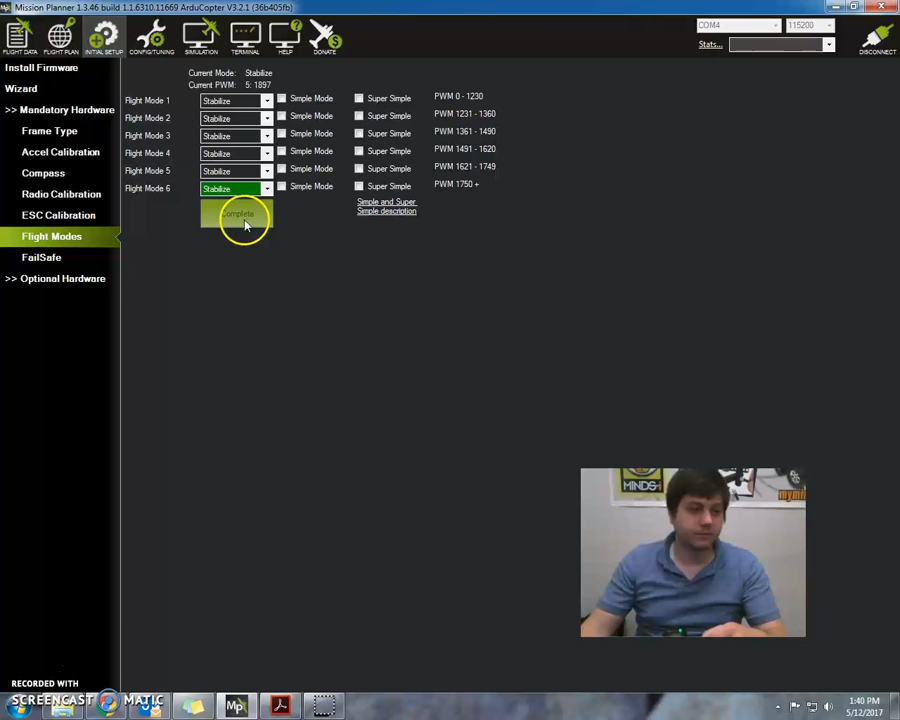 Mission Planner 1.3.46 build 1.1.6310.11669 ArduCopter V3.2.1 (36b405fb)
FLIGHT DATA
FLIGHT PLAN
INITIAL SETUP
CONFIG/TUNING
SIMULATION
TERMINAL
HELP
DONATE
COM4
115200
Stats...
DISCONNECT
Install Firmware
Wizard
>> Mandatory Hardware
Frame Type
Accel Calibration
Compass
Radio Calibration
ESC Calibration
Flight Modes
FailSafe
>> Optional Hardware
Current Mode: Stabilize
Current PWM: 5: 1897
Flight Mode 1 Stabilize Simple Mode Super Simple PWM 0 - 1230
Flight Mode 2 Stabilize Simple Mode Super Simple PWM 1231 - 1360
Flight Mode 3 Stabilize Simple Mode Super Simple PWM 1361 - 1490
Flight Mode 4 Stabilize Simple Mode Super Simple PWM 1491 - 1620
Flight Mode 5 Stabilize Simple Mode Super Simple PWM 1621 - 1749
Flight Mode 6 Stabilize Simple Mode Super Simple PWM 1750 +
Complete
Simple and Super
Simple description
MINDS-i
RECORDED WITH
SCREENCAST MATIC
1:40 PM
5/12/2017